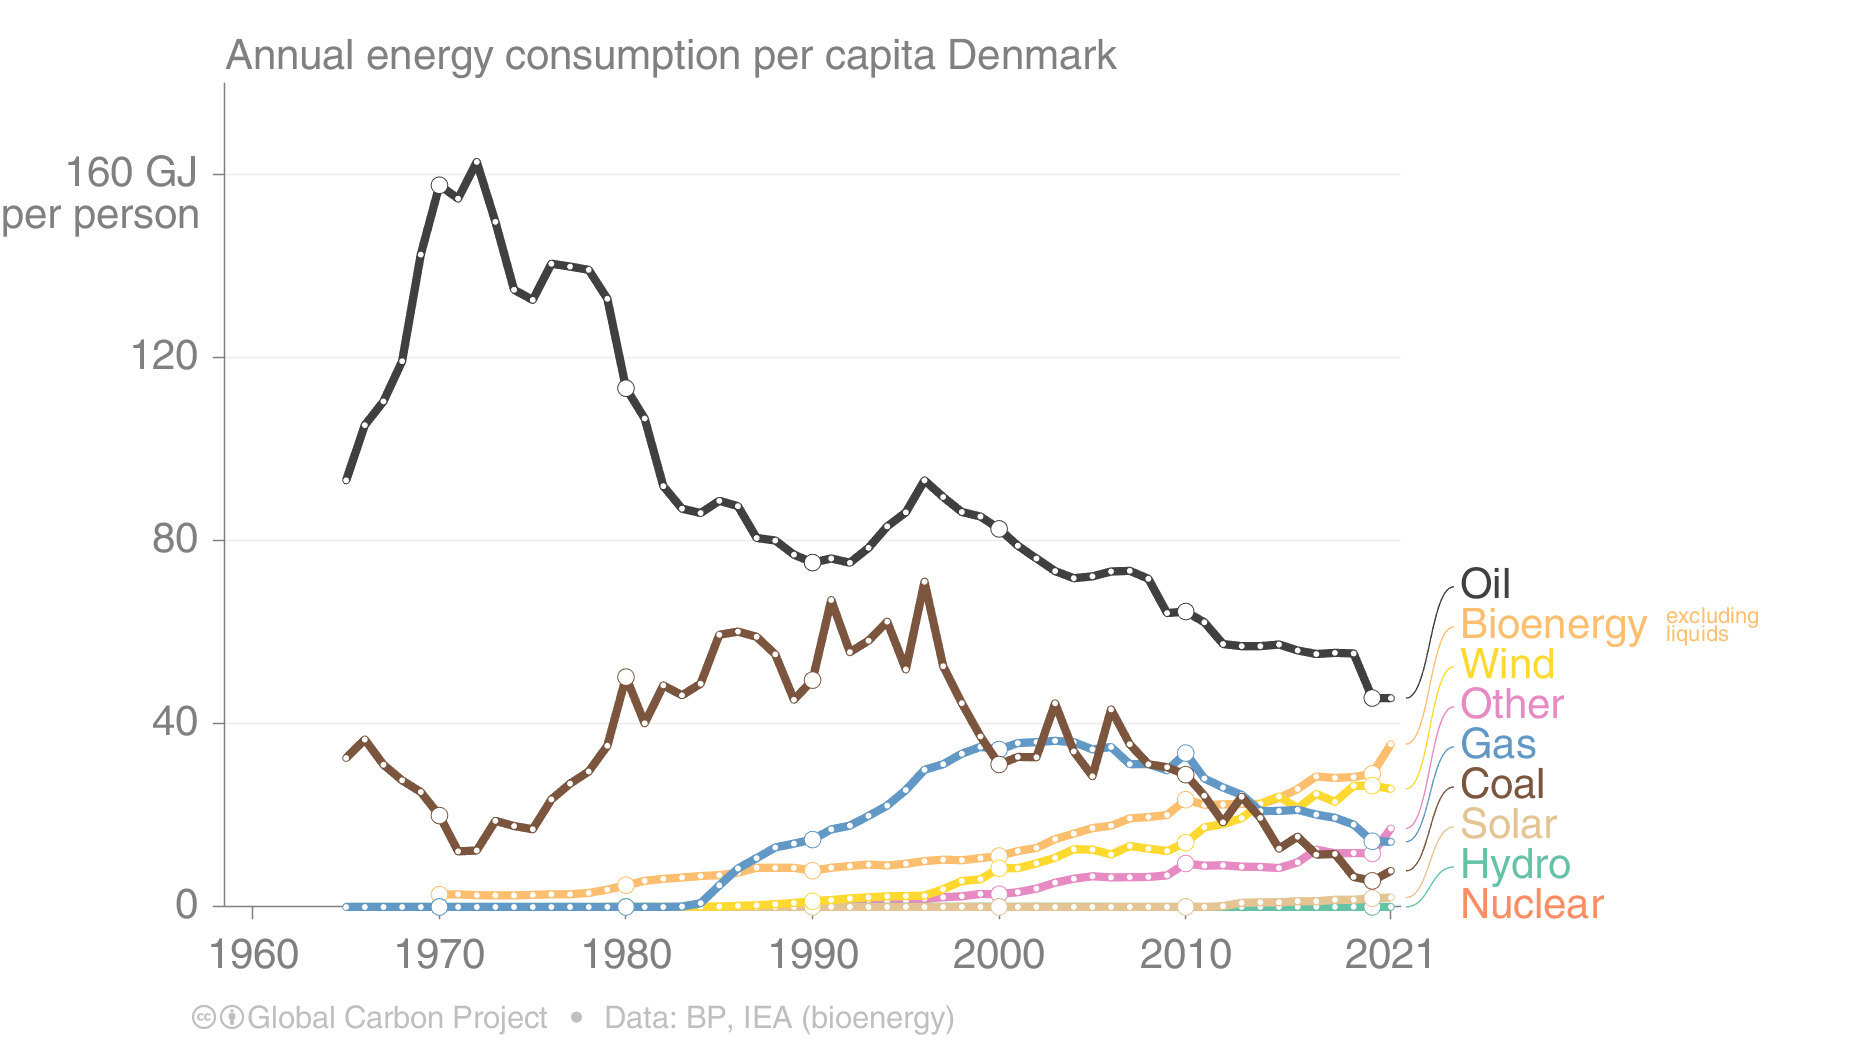 Annual energy consumption per capita Denmark
160 GJ
per person
120
80
40
0
1960 1970 1980 1990 2000 2010 2021
Oil
Bioenergy excluding
liquids
Wind
Other
Gas
Coal
Solar
Hydro
Nuclear
cc Global Carbon Project • Data: BP, IEA (bioenergy)